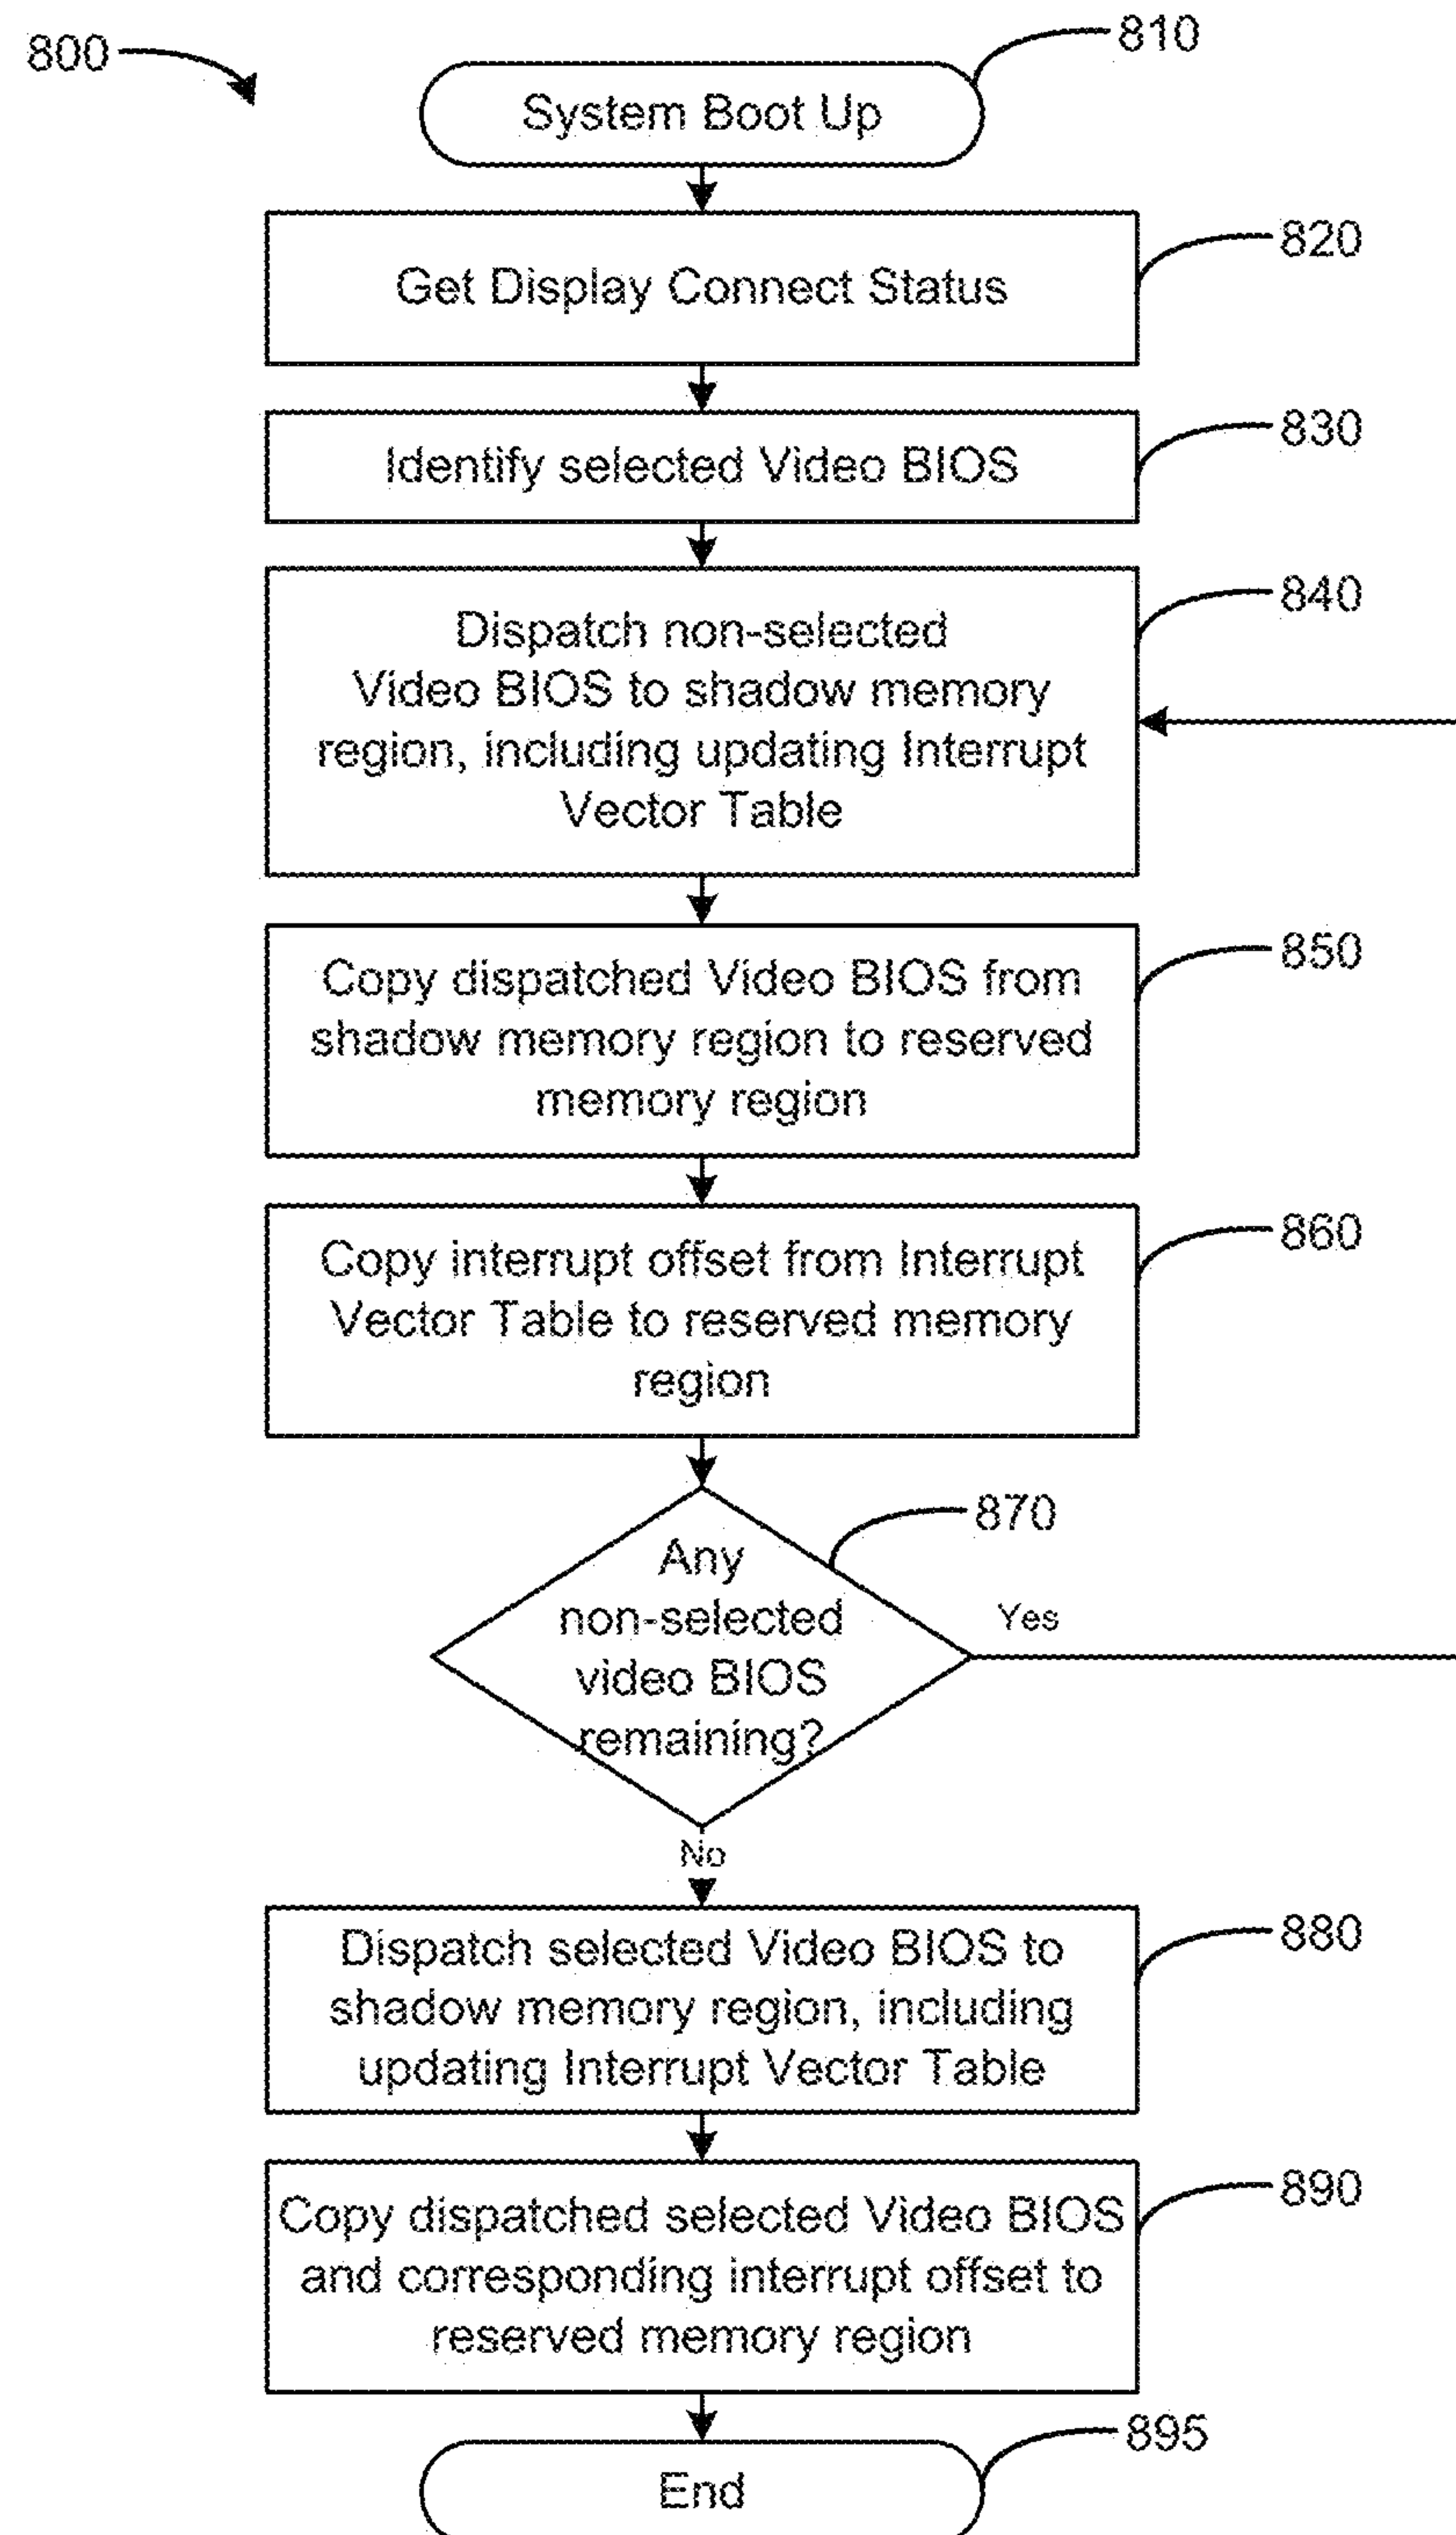 800
810
System Boot Up
820
Get Display Connect Status
830
Identify selected Video BIOS
840
Dispatch non-selected
Video BIOS to shadow memory
region, including updating Interrupt
Vector Table
850
Copy dispatched Video BIOS from
shadow memory region to reserved
memory region
860
Copy interrupt offset from Interrupt
Vector Table to reserved memory
region
870
Any
non-selected
video BIOS
remaining?
Yes
No
880
Dispatch selected Video BIOS to
shadow memory region, including
updating Interrupt Vector Table
890
Copy dispatched selected Video BIOS
and corresponding interrupt offset to
reserved memory region
895
End